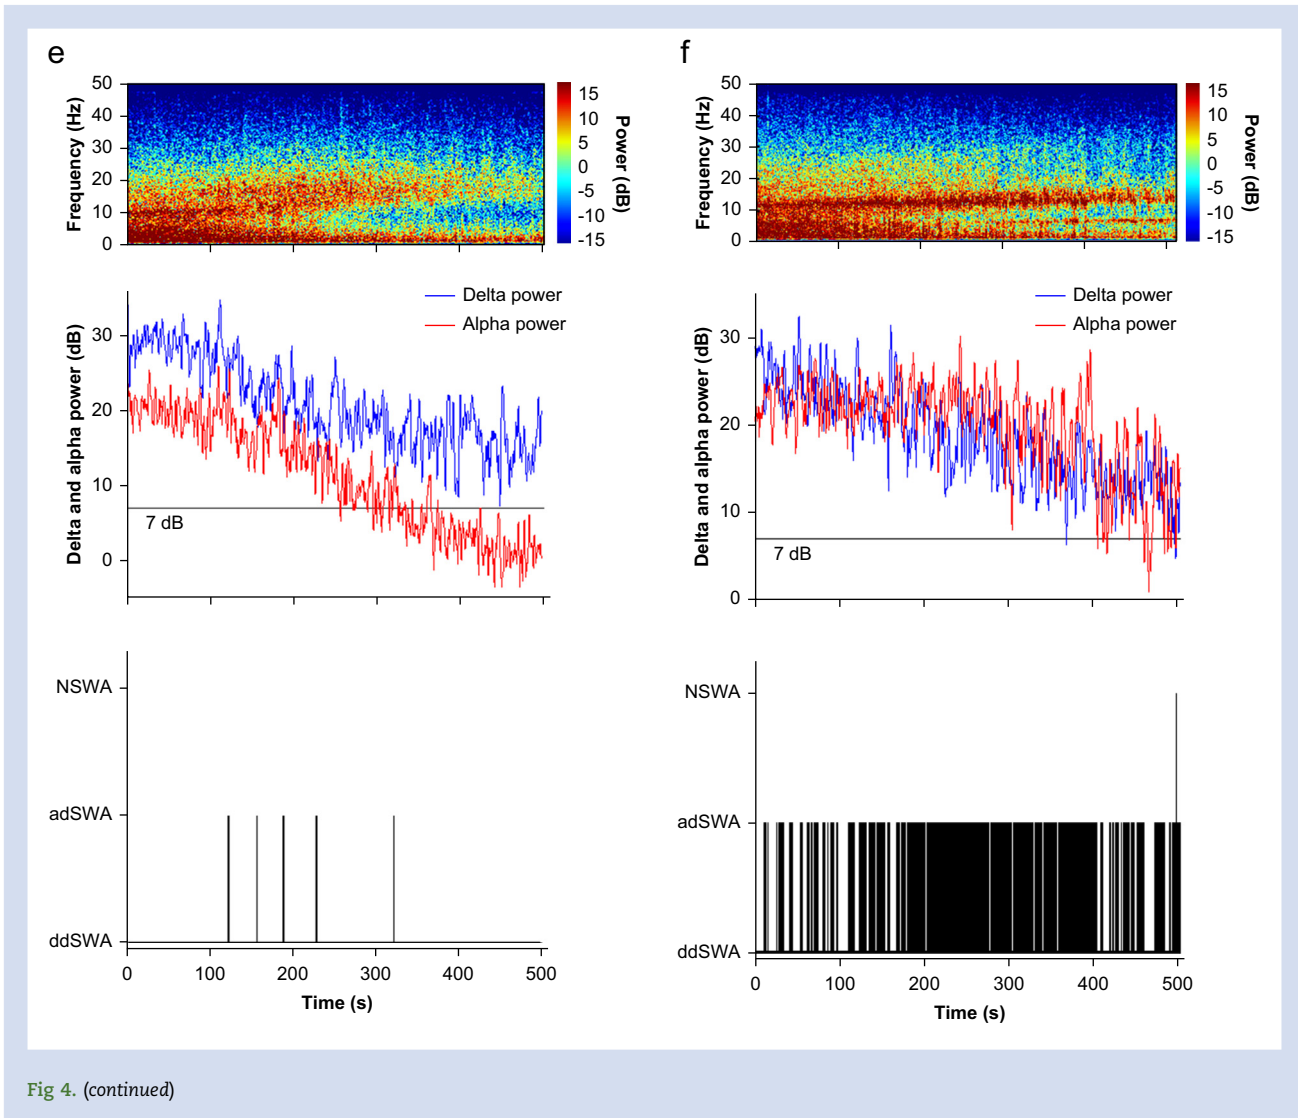 e
50
40
30
20
10
0
Frequency (Hz)
15
10
5
0
-5
-10
-15
Power (dB)
Delta power
Alpha power
30
20
10
0
Delta and alpha power (dB)
7 dB
NSWA
adSWA
ddSWA
0 100 200 300 400 500
Time (s)
f
50
40
30
20
10
0
Frequency (Hz)
15
10
5
0
-5
-10
-15
Power (dB)
Delta power
Alpha power
30
20
10
0
Delta and alpha power (dB)
7 dB
NSWA
adSWA
ddSWA
0 100 200 300 400 500
Time (s)
Fig 4. (continued)